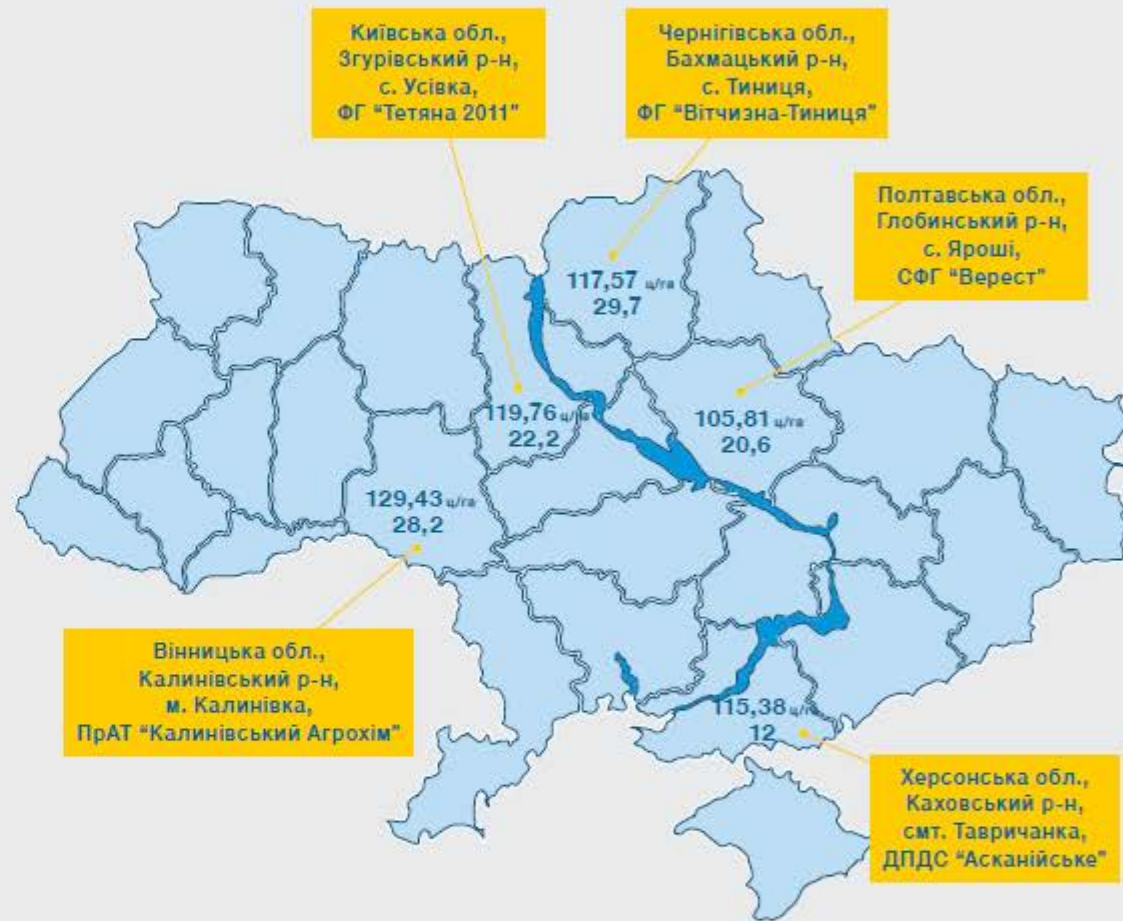 Київська обл.,
Згурівський р-н,
с. Усівка,
ФГ "Тетяна 2011"
Чернігівська обл.,
Бахмацький р-н,
с. Тиниця,
ФГ "Вітчизна-Тиниця"
Полтавська обл.,
Глобинський р-н,
с. Яроші,
СФГ "Верест"
117,57 ц/га
29,7
119,76 ц/га
22,2
105,81 ц/га
20,6
129,43 ц/га
28,2
Вінницька обл.,
Калинівський р-н,
м. Калинівка,
ПрАТ "Калинівський Агрохім"
115,38 ц/га
12
Херсонська обл.,
Каховський р-н,
смт. Тавричанка,
ДПДС "Асканійське"